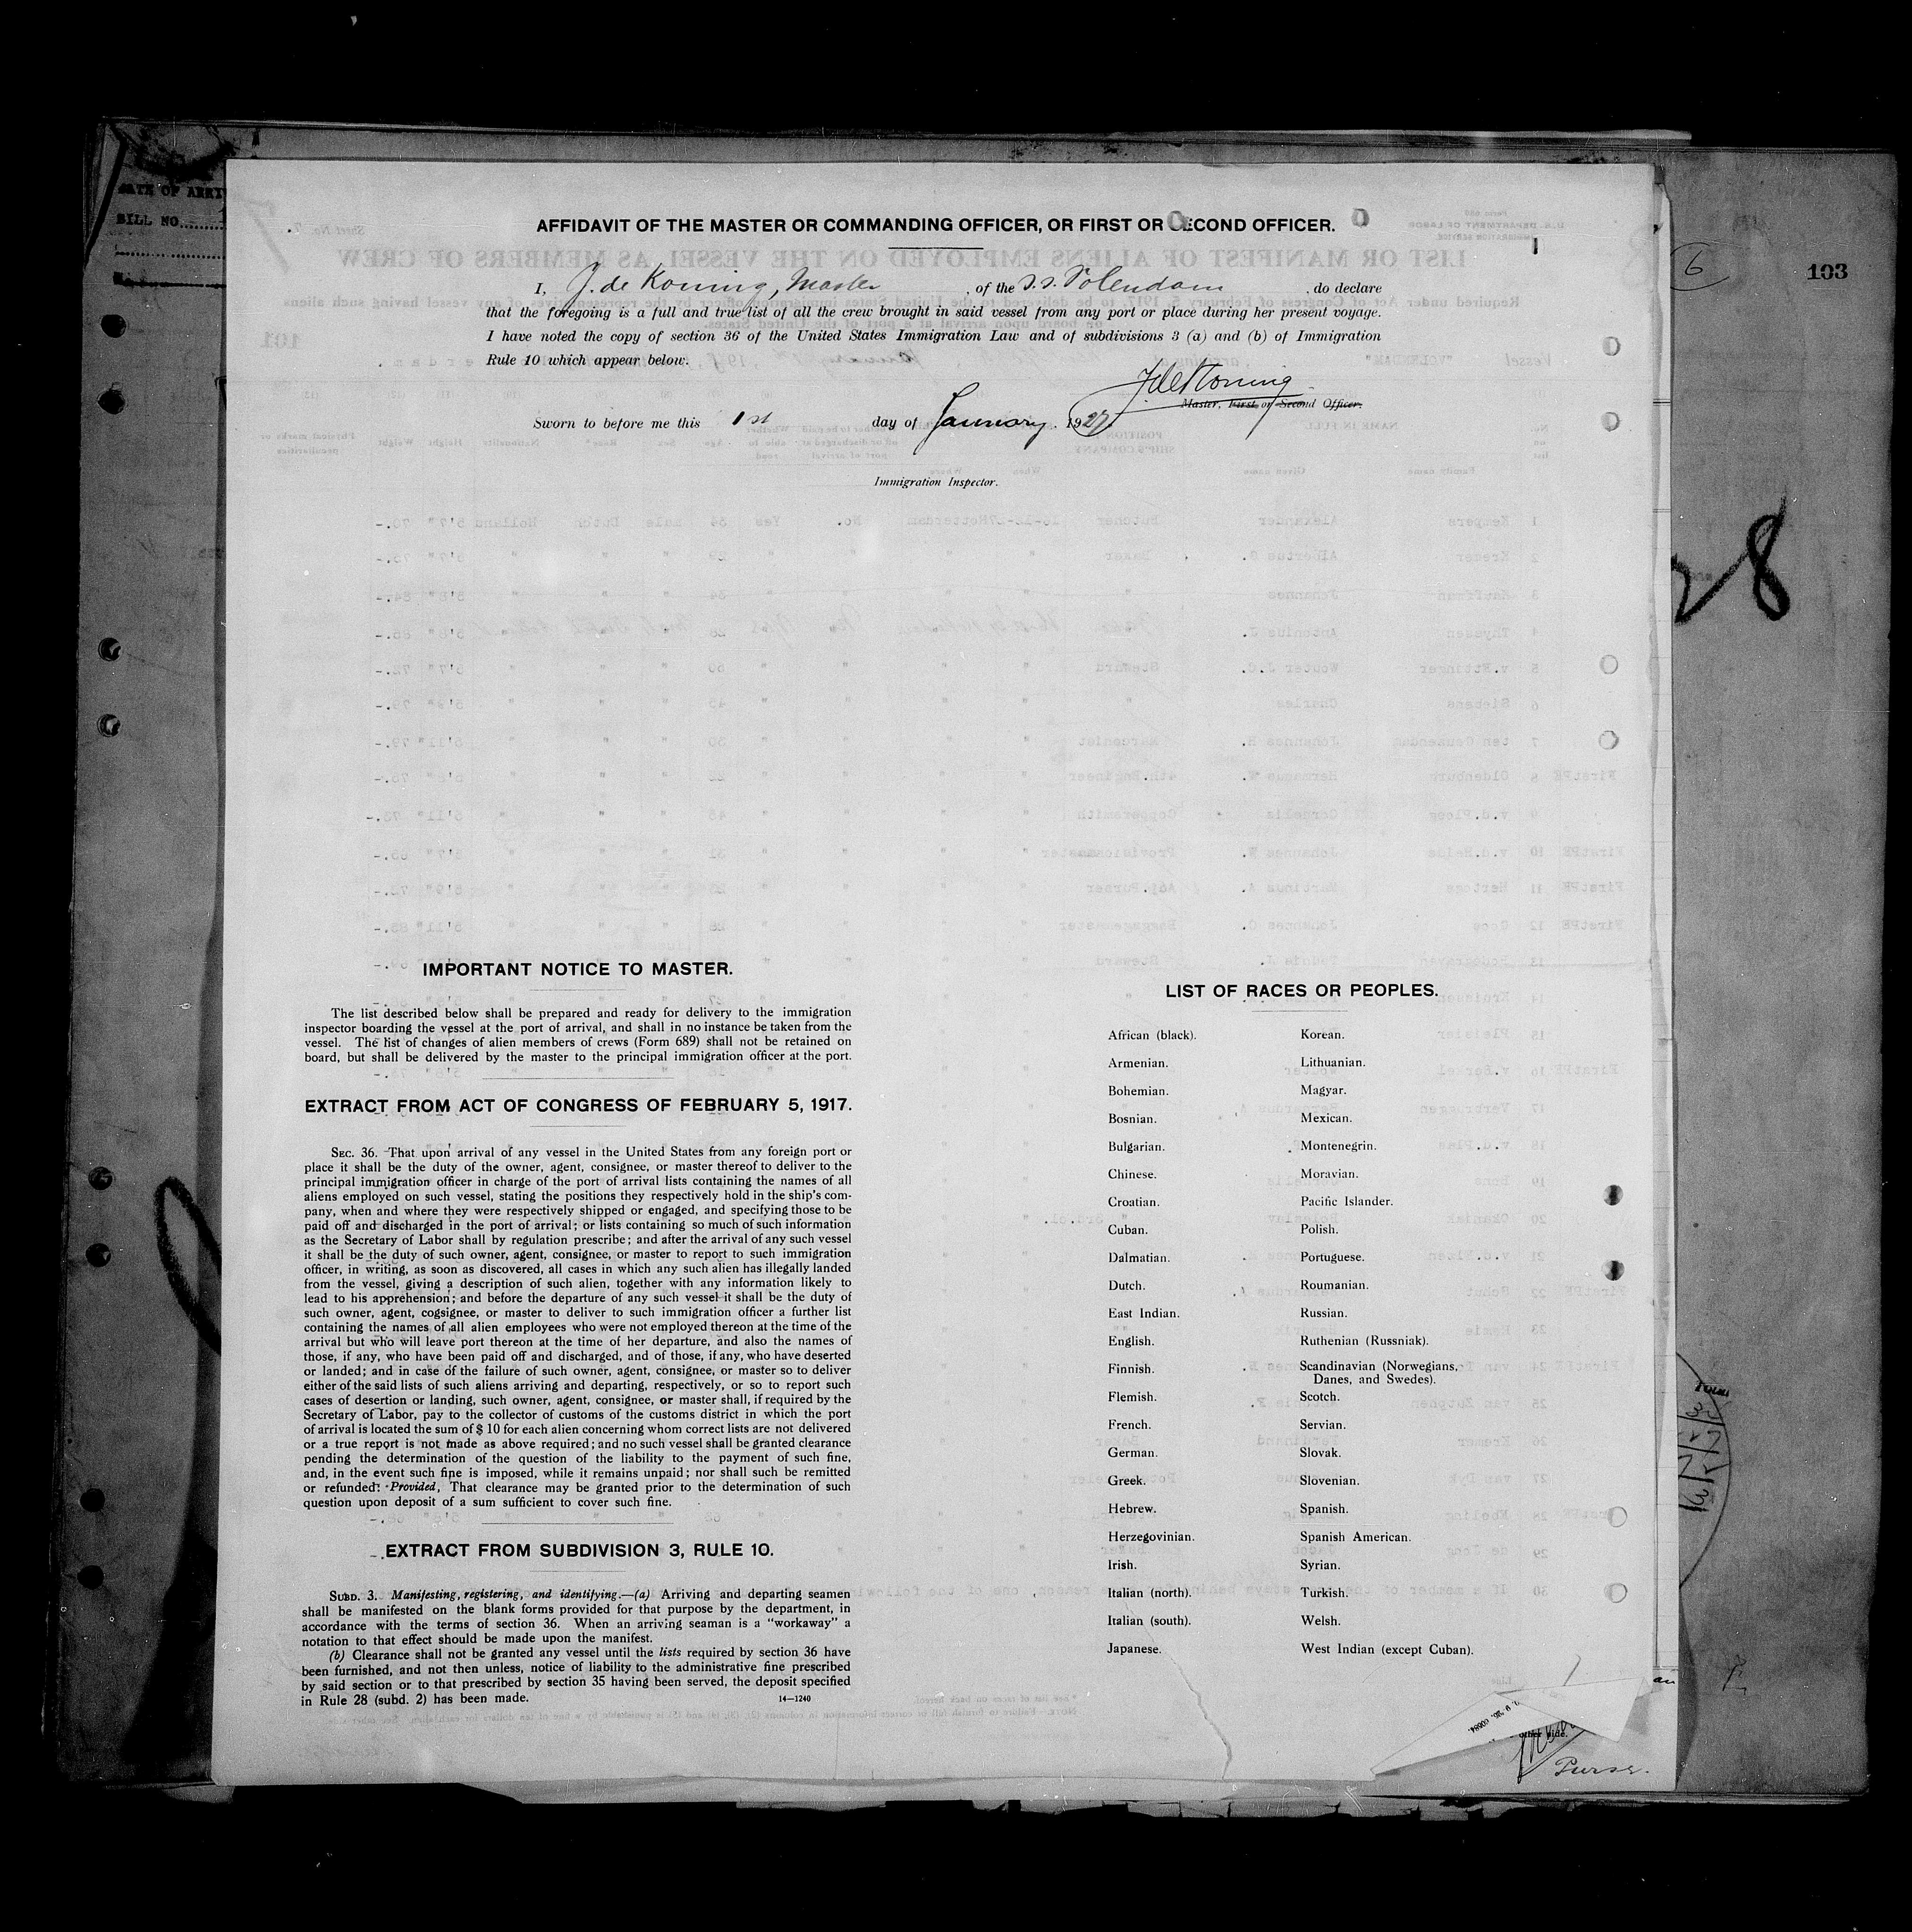 DATE OF
BILL NO
103
6
28
AFFIDAVIT OF THE MASTER OR COMMANDING OFFICER, OR FIRST OR SECOND OFFICER.
I, J. de Koning, Master, of the S.S. Volendam, do declare
that the foregoing is a full and true list of all the crew brought in said vessel from any port or place during her present voyage.
I have noted the copy of section 36 of the United States Immigration Law and of subdivisions 3 (a) and (b) of Immigration
Rule 10 which appear below.
J de Koning
Master, First, or Second Officer.
Sworn to before me this 1st day of January, 1927
Immigration Inspector.
IMPORTANT NOTICE TO MASTER.
The list described below shall be prepared and ready for delivery to the immigration
inspector boarding the vessel at the port of arrival, and shall in no instance be taken from the
vessel. The list of changes of alien members of crews (Form 689) shall not be retained on
board, but shall be delivered by the master to the principal immigration officer at the port.
EXTRACT FROM ACT OF CONGRESS OF FEBRUARY 5, 1917.
SEC. 36. That upon arrival of any vessel in the United States from any foreign port or
place it shall be the duty of the owner, agent, consignee, or master thereof to deliver to the
principal immigration officer in charge of the port of arrival lists containing the names of all
aliens employed on such vessel, stating the positions they respectively hold in the ship's com-
pany, when and where they were respectively shipped or engaged, and specifying those to be
paid off and discharged in the port of arrival; or lists containing so much of such information
as the Secretary of Labor shall by regulation prescribe; and after the arrival of any such vessel
it shall be the duty of such owner, agent, consignee, or master to report to such immigration
officer, in writing, as soon as discovered, all cases in which any such alien has illegally landed
from the vessel, giving a description of such alien, together with any information likely to
lead to his apprehension; and before the departure of any such vessel it shall be the duty of
such owner, agent, cogsignee, or master to deliver to such immigration officer a further list
containing the names of all alien employees who were not employed thereon at the time of the
arrival but who will leave port thereon at the time of her departure, and also the names of
those, if any, who have been paid off and discharged, and of those, if any, who have deserted
or landed; and in case of the failure of such owner, agent, consignee, or master so to deliver
either of the said lists of such aliens arriving and departing, respectively, or so to report such
cases of desertion or landing, such owner, agent, consignee, or master shall, if required by the
Secretary of Labor, pay to the collector of customs of the customs district in which the port
of arrival is located the sum of $10 for each alien concerning whom correct lists are not delivered
or a true report is not made as above required; and no such vessel shall be granted clearance
pending the determination of the question of the liability to the payment of such fine,
and, in the event such fine is imposed, while it remains unpaid; nor shall such be remitted
or refunded: Provided, That clearance may be granted prior to the determination of such
question upon deposit of a sum sufficient to cover such fine.
EXTRACT FROM SUBDIVISION 3, RULE 10.
SUBD. 3. Manifesting, registering, and identifying.—(a) Arriving and departing seamen
shall be manifested on the blank forms provided for that purpose by the department, in
accordance with the terms of section 36. When an arriving seaman is a "workaway" a
notation to that effect should be made upon the manifest.
(b) Clearance shall not be granted any vessel until the lists required by section 36 have
been furnished, and not then unless, notice of liability to the administrative fine prescribed
by said section or to that prescribed by section 35 having been served, the deposit specified
in Rule 28 (subd. 2) has been made.
14—1240
LIST OF RACES OR PEOPLES.
African (black).
Armenian.
Bohemian.
Bosnian.
Bulgarian.
Chinese.
Croatian.
Cuban.
Dalmatian.
Dutch.
East Indian.
English.
Finnish.
Flemish.
French.
German.
Greek.
Hebrew.
Herzegovinian.
Irish.
Italian (north).
Italian (south).
Japanese.
Korean.
Lithuanian.
Magyar.
Mexican.
Montenegrin.
Moravian.
Pacific Islander.
Polish.
Portuguese.
Roumanian.
Russian.
Ruthenian (Russniak).
Scandinavian (Norwegians,
Danes, and Swedes).
Scotch.
Servian.
Slovak.
Slovenian.
Spanish.
Spanish American.
Syrian.
Turkish.
Welsh.
West Indian (except Cuban).
other side.
Purser.